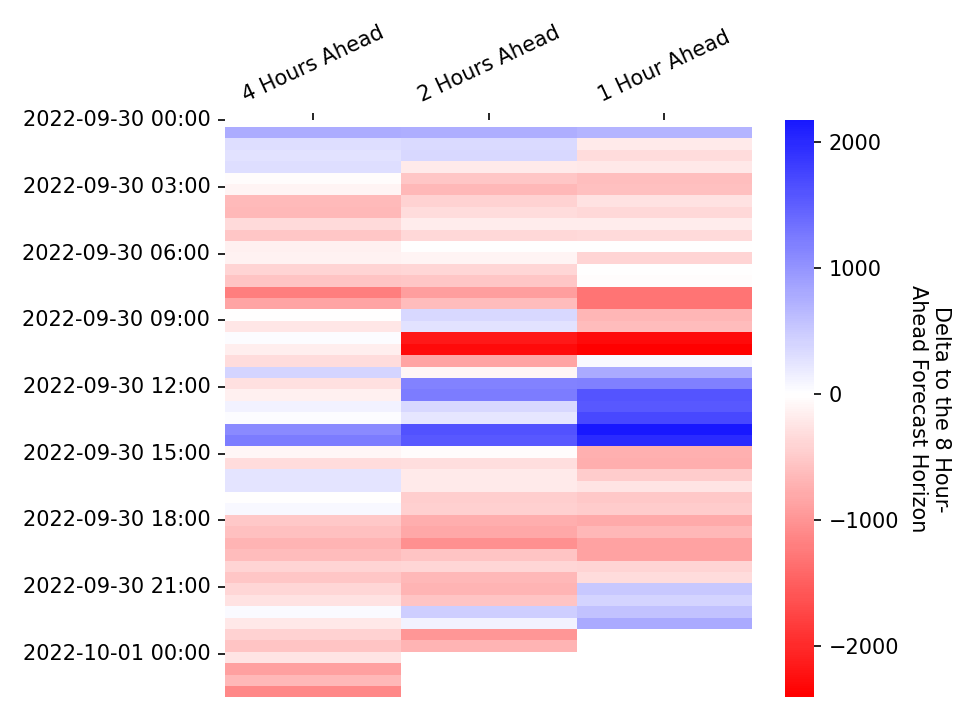 4 Hours Ahead
2 Hours Ahead
1 Hour Ahead
2022-09-30 00:00
2022-09-30 03:00
2022-09-30 06:00
2022-09-30 09:00
2022-09-30 12:00
2022-09-30 15:00
2022-09-30 18:00
2022-09-30 21:00
2022-10-01 00:00
2000
1000
0
−1000
−2000
Delta to the 8 Hour-
Ahead Forecast Horizon